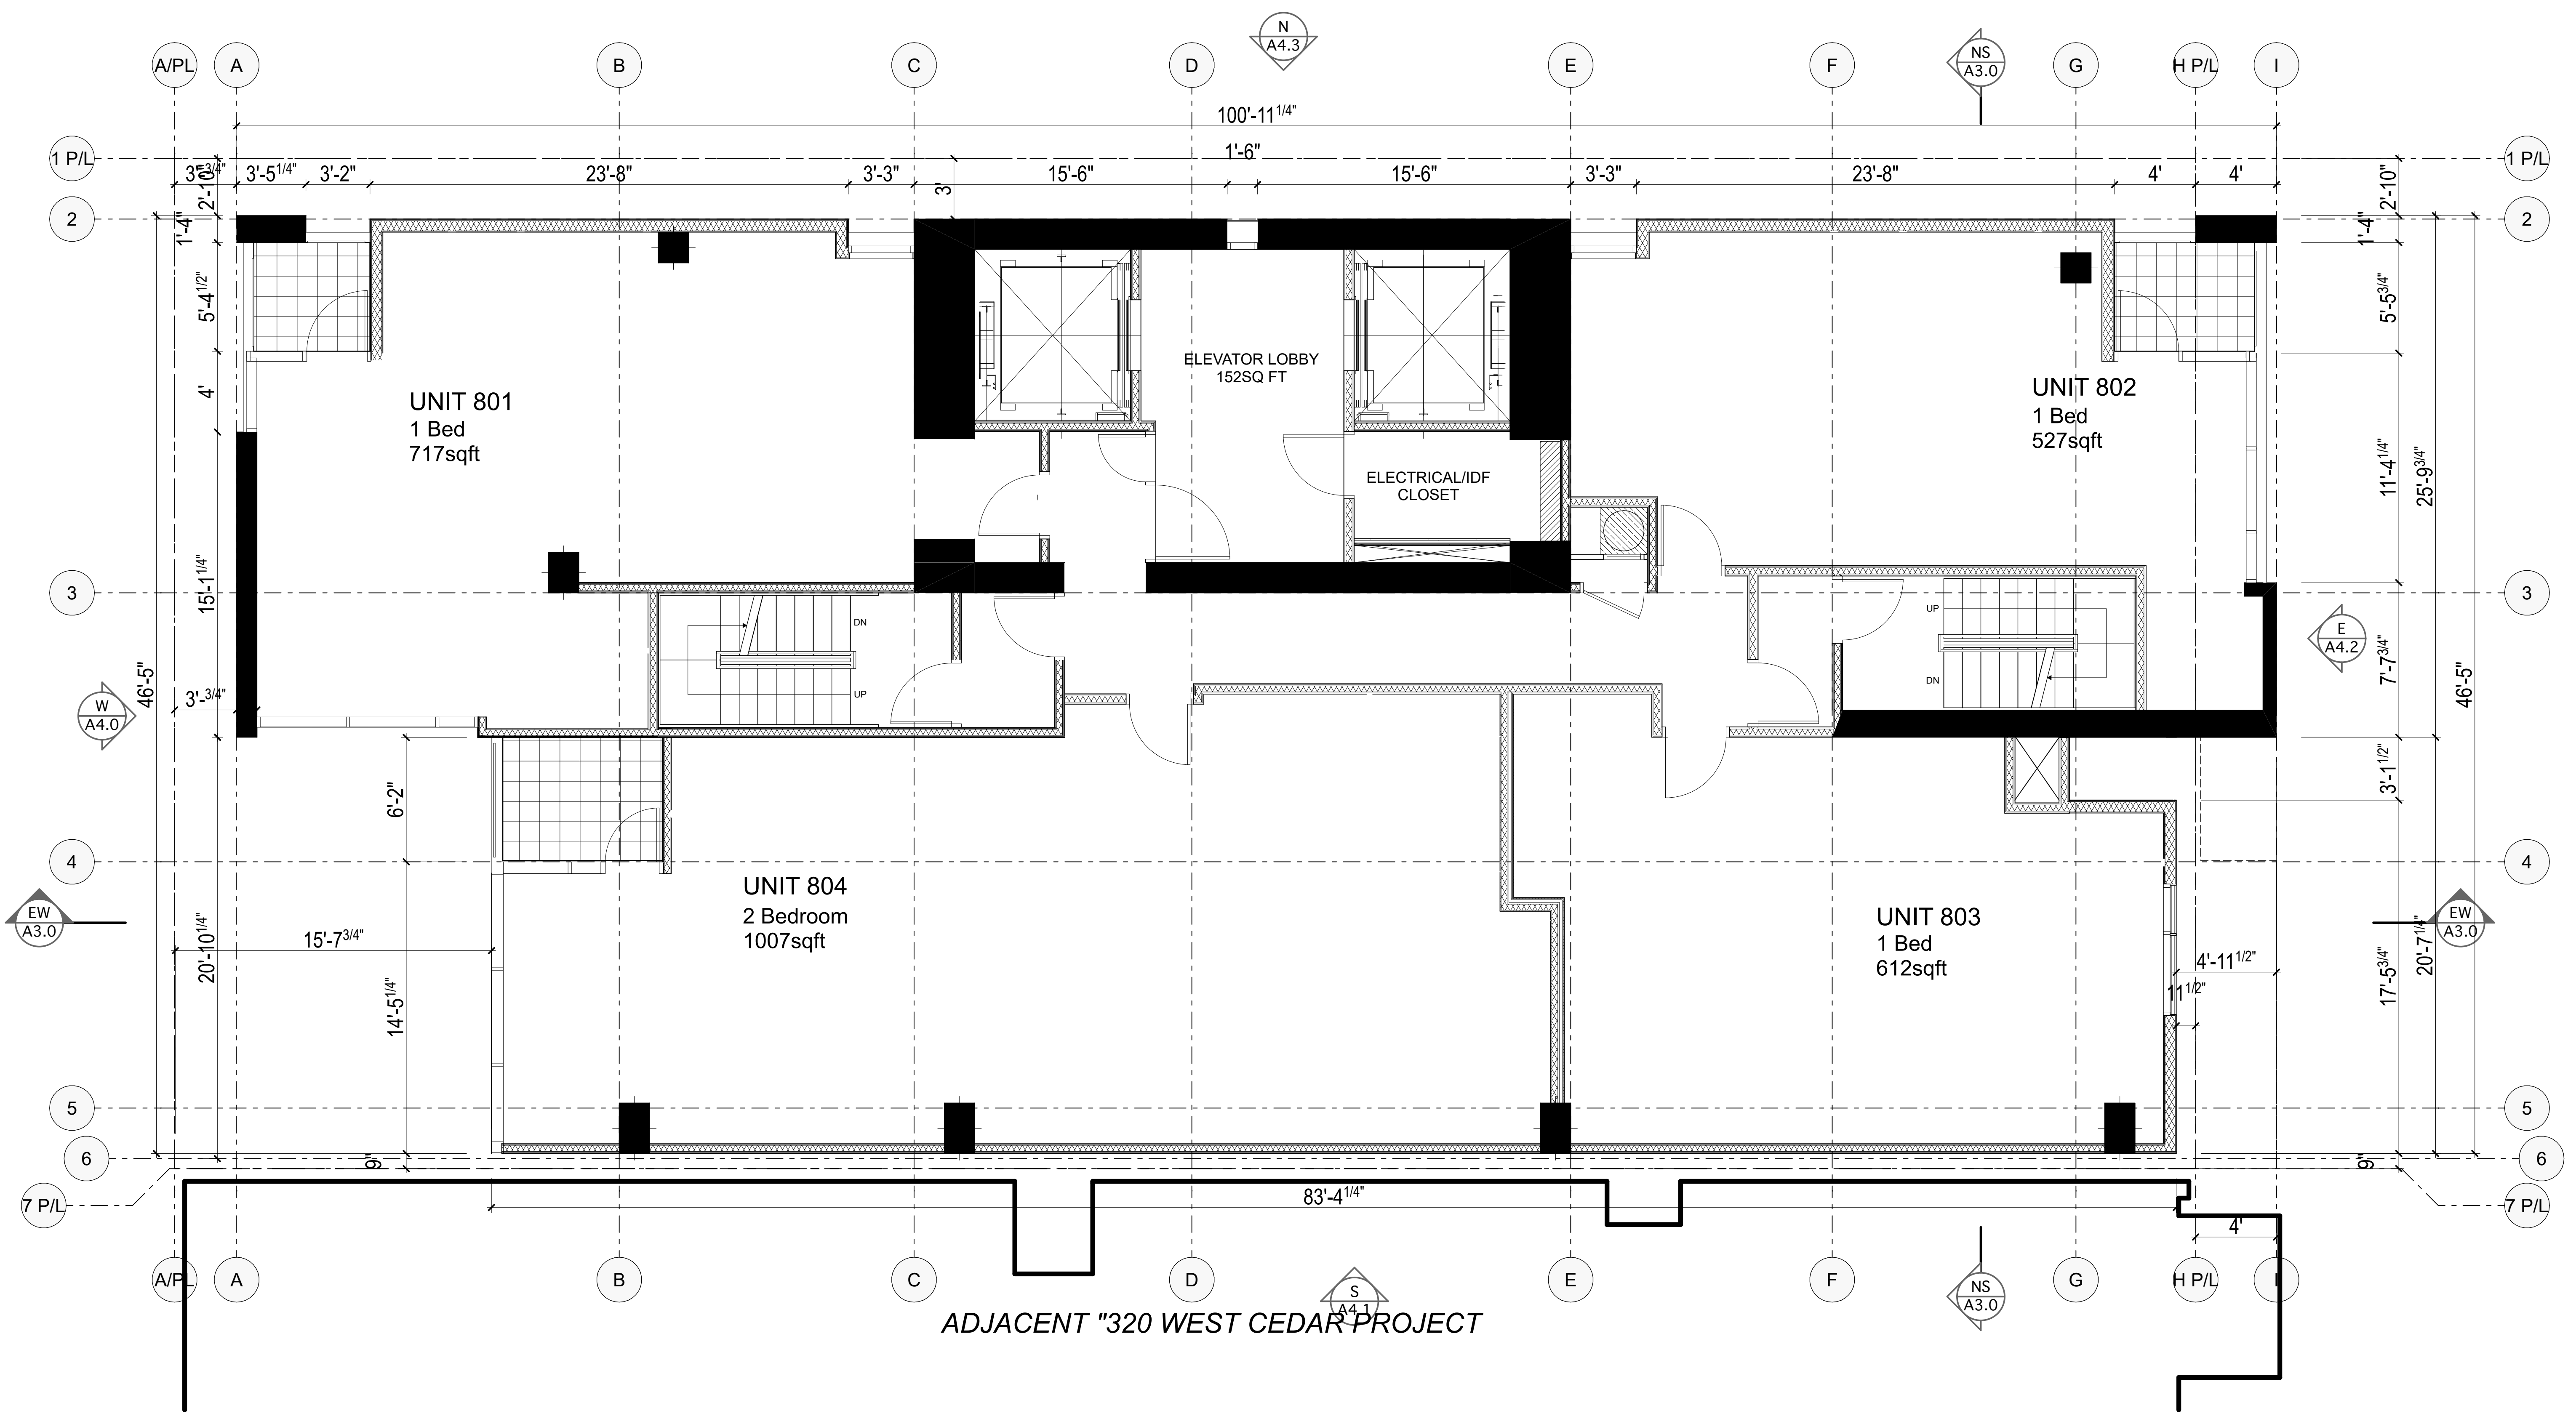 N
A4.3
NS
A3.0
A/PL
A
B
C
D
E
F
G
H P/L
I
100'-11 1/4"
1 P/L
1'-6"
1 P/L
3'-3/4"
3'-5 1/4"
3'-2"
23'-8"
3'-3"
15'-6"
15'-6"
3'-3"
23'-8"
4'
4'
2'-10"
3'
2'-10"
2
1'-4"
1'-4"
2
5'-4 1/2"
5'-5 3/4"
ELEVATOR LOBBY
152SQ FT
4'
UNIT 801
1 Bed
717sqft
UNIT 802
1 Bed
527sqft
ELECTRICAL/IDF
CLOSET
11'-4 1/4"
25'-9 3/4"
3
15'-1 1/4"
3
DN
UP
UP
DN
E
A4.2
7'-7 3/4"
46'-5"
46'-5"
3'-3/4"
W
A4.0
6'-2"
3'-1 1/2"
4
4
UNIT 804
2 Bedroom
1007sqft
UNIT 803
1 Bed
612sqft
EW
A3.0
EW
A3.0
15'-7 3/4"
20'-10 1/4"
20'-7 1/4"
4'-11 1/2"
11 1/2"
14'-5 1/4"
17'-5 3/4"
5
5
6
9"
9"
6
7 P/L
83'-4 1/4"
7 P/L
4'
A/PL
A
B
C
D
E
F
G
H P/L
I
S
A4.1
NS
A3.0
ADJACENT "320 WEST CEDAR PROJECT